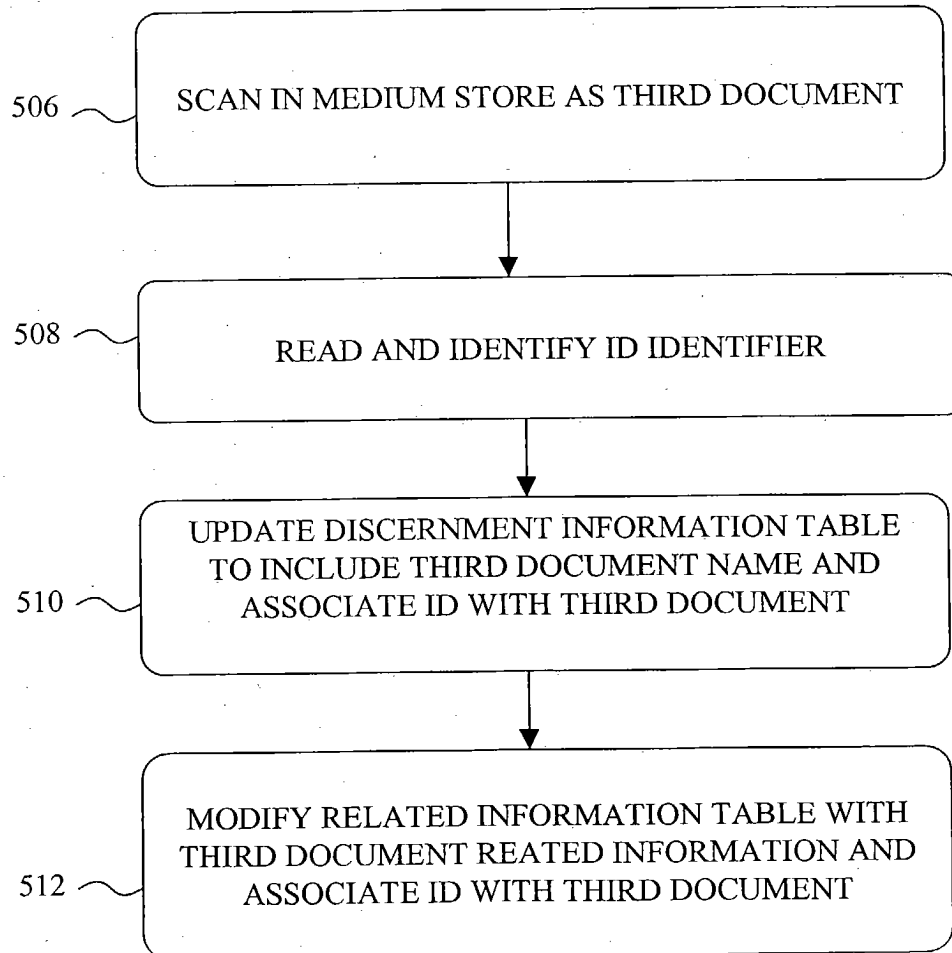 506
SCAN IN MEDIUM STORE AS THIRD DOCUMENT
508
READ AND IDENTIFY ID IDENTIFIER
UPDATE DISCERNMENT INFORMATION TABLE
TO INCLUDE THIRD DOCUMENT NAME AND
510
ASSOCIATE ID WITH THIRD DOCUMENT
MODIFY RELATED INFORMATION TABLE WITH
THIRD DOCUMENT REATED INFORMATION AND
512
ASSOCIATE ID WITH THIRD DOCUMENT